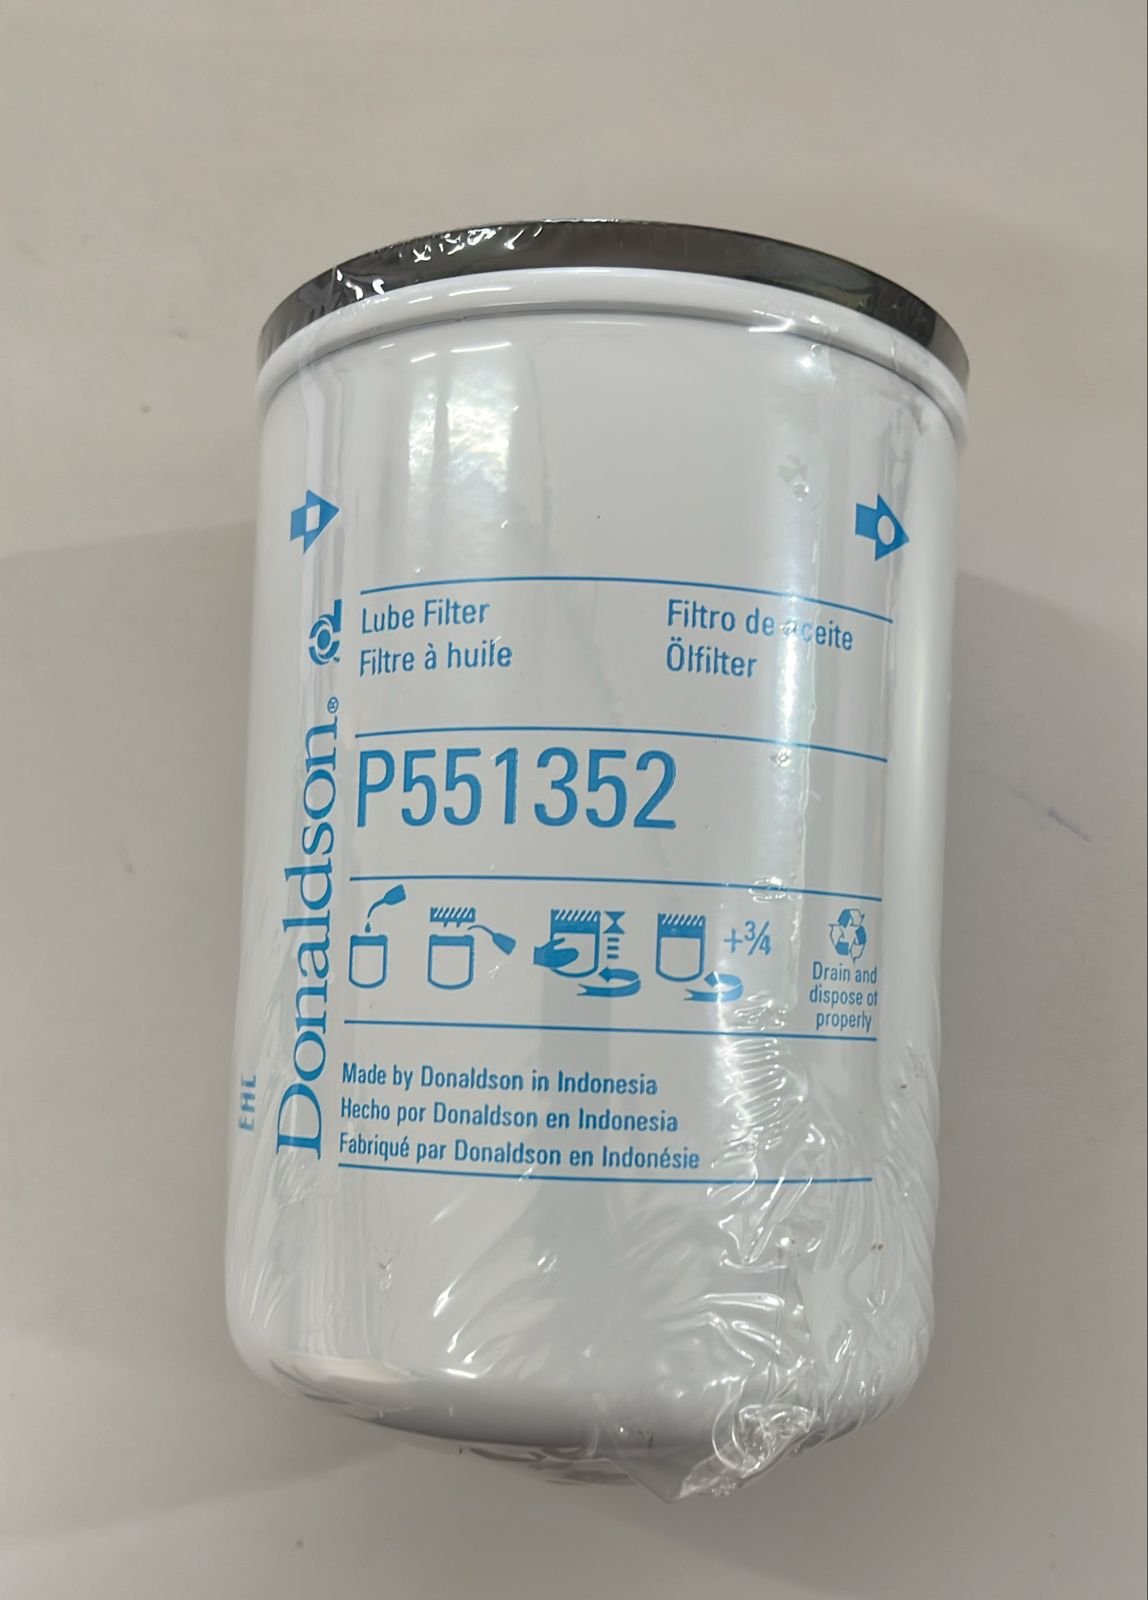 Donaldson®
EAC
Lube Filter
Filtre à huile
Filtro de aceite
Ölfilter
P551352
+3/4
Drain and
dispose of
properly
Made by Donaldson in Indonesia
Hecho por Donaldson en Indonesia
Fabriqué par Donaldson en Indonésie